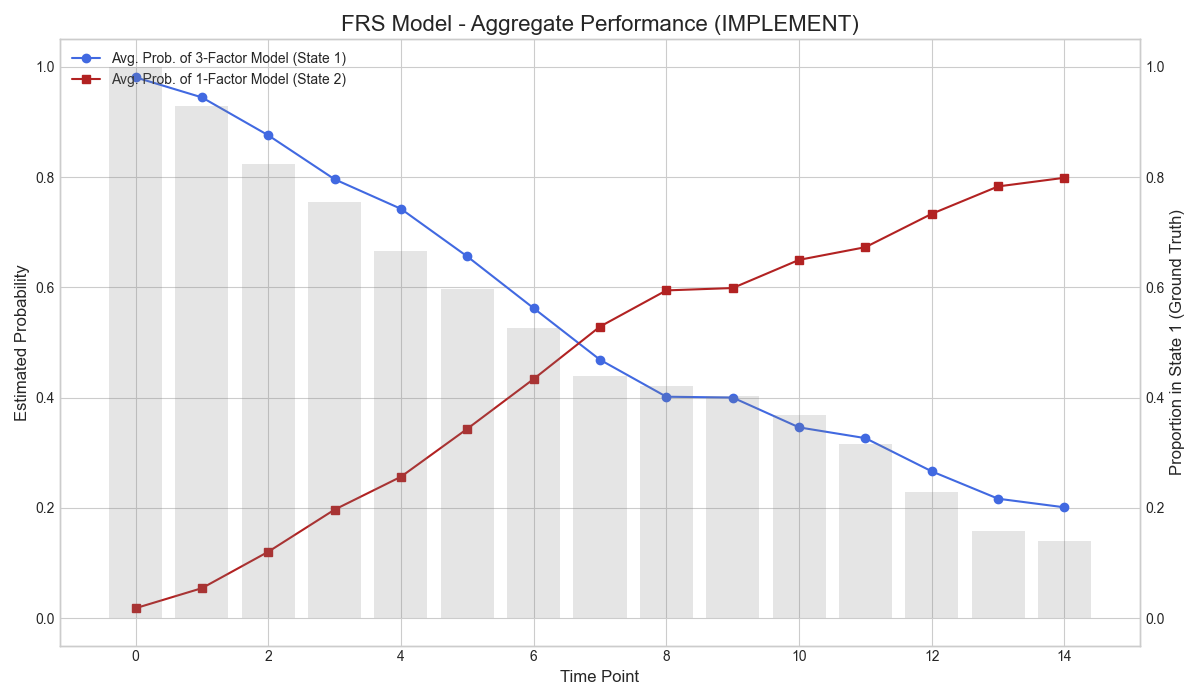 FRS Model - Aggregate Performance (IMPLEMENT)
Avg. Prob. of 3-Factor Model (State 1)
Avg. Prob. of 1-Factor Model (State 2)
Estimated Probability
1.0
0.8
0.6
0.4
0.2
0.0
1.0
0.8
0.6
0.4
0.2
0.0
Proportion in State 1 (Ground Truth)
0 2 4 6 8 10 12 14
Time Point